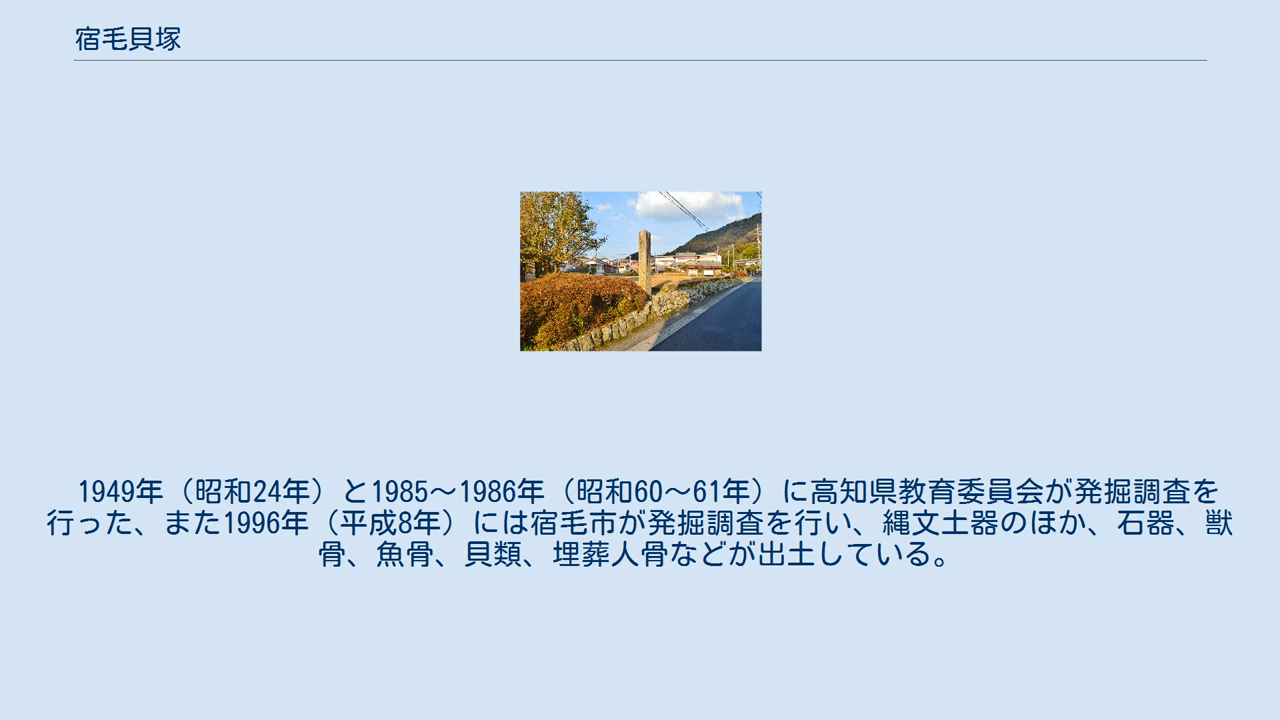 宿毛貝塚
1949年（昭和24年）と1985～1986年（昭和60～61年）に高知県教育委員会が発掘調査を
行った、また1996年（平成8年）には宿毛市が発掘調査を行い、縄文土器のほか、石器、獣
骨、魚骨、貝類、埋葬人骨などが出土している。